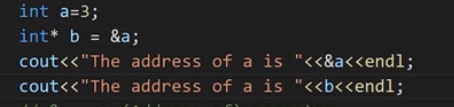 int a=3;
int* b = &a;
cout<<"The address of a is "<<&a<<endl;
cout<<"The address of a is "<<b<<endl;